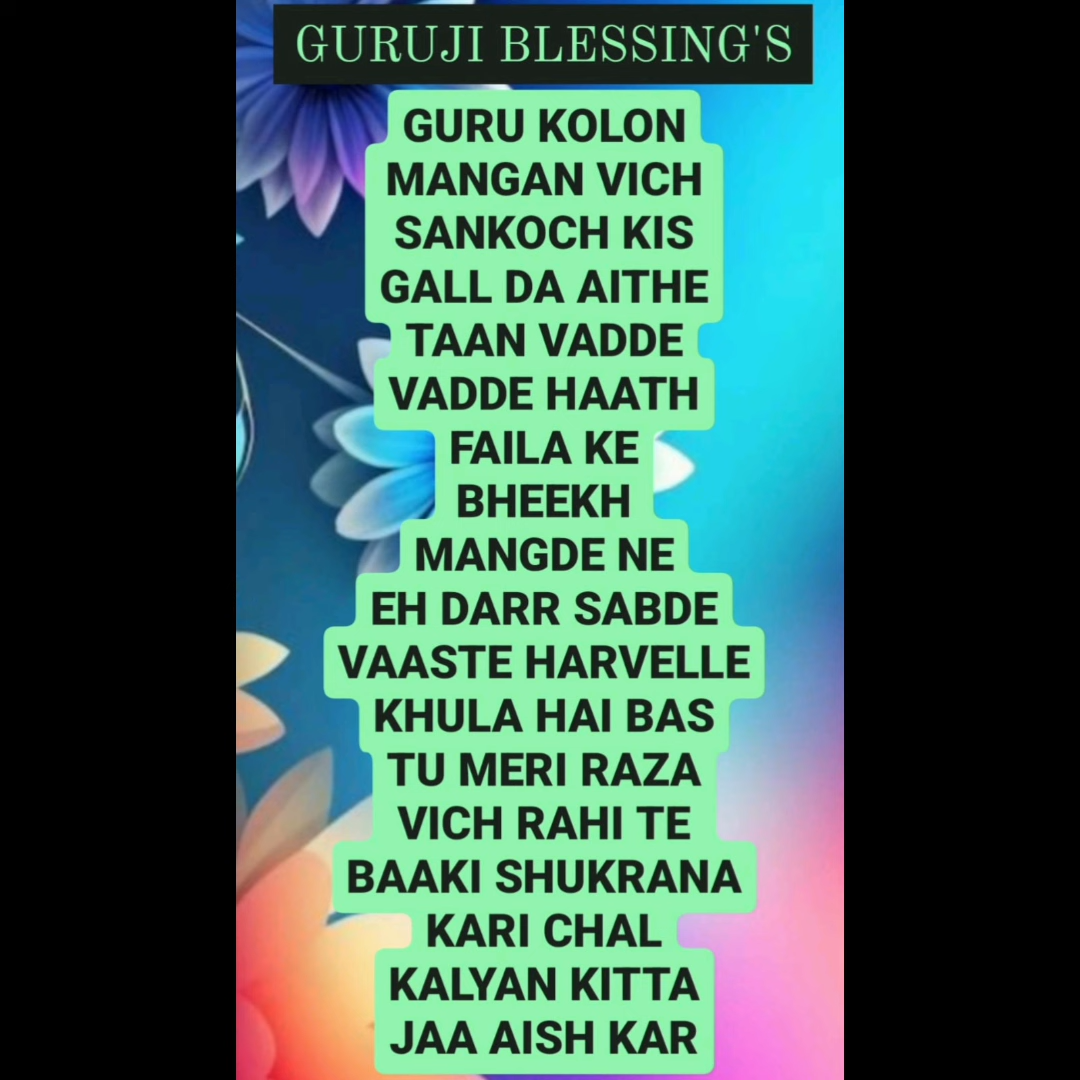 GURUJI BLESSING'S
GURU KOLON
MANGAN VICH
SANKOCH KIS
GALL DA AITHE
TAAN VADDE
VADDE HAATH
FAILA KE
BHEEKH
MANGDE NE
EH DARR SABDE
VAASTE HARVELLE
KHULA HAI BAS
TU MERI RAZA
VICH RAHI TE
BAAKI SHUKRANA
KARI CHAL
KALYAN KITTA
JAA AISH KAR